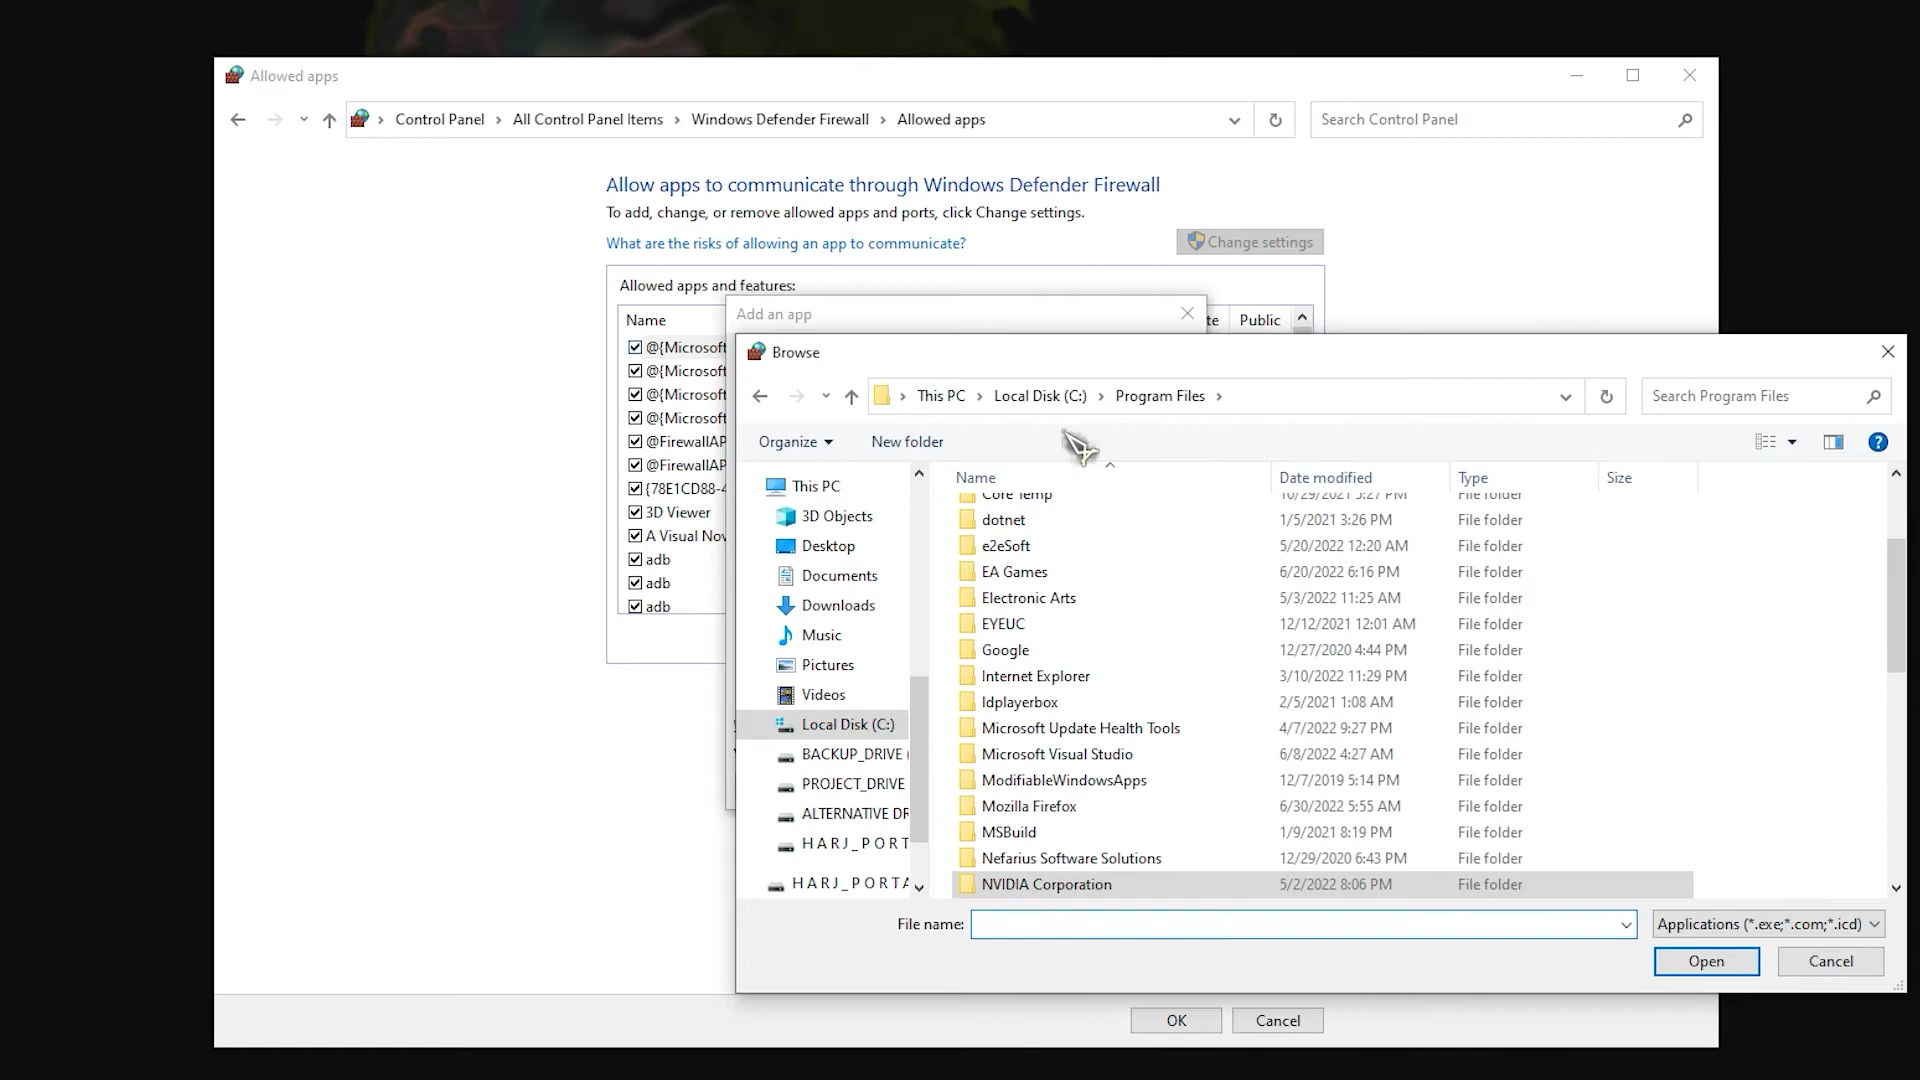 Allowed apps
Control Panel > All Control Panel Items > Windows Defender Firewall > Allowed apps
Search Control Panel
Allow apps to communicate through Windows Defender Firewall
To add, change, or remove allowed apps and ports, click Change settings.
What are the risks of allowing an app to communicate?
Change settings
Allowed apps and features:
Name
te
Public
@{Microsoft
@{Microsoft
@{Microsoft
@{Microsoft
@FirewallAP
@FirewallAP
{78E1CD88-4
3D Viewer
A Visual Nov
adb
adb
adb
Add an app
Browse
This PC > Local Disk (C:) > Program Files >
Search Program Files
Organize
New folder
This PC
3D Objects
Desktop
Documents
Downloads
Music
Pictures
Videos
Local Disk (C:)
BACKUP_DRIVE (
PROJECT_DRIVE
ALTERNATIVE DR
H A R J _ P O R T
H A R J _ P O R T A
Name Date modified Type Size
Core Temp 10/29/2021 3:27 PM File folder
dotnet 1/5/2021 3:26 PM File folder
e2eSoft 5/20/2022 12:20 AM File folder
EA Games 6/20/2022 6:16 PM File folder
Electronic Arts 5/3/2022 11:25 AM File folder
EYEUC 12/12/2021 12:01 AM File folder
Google 12/27/2020 4:44 PM File folder
Internet Explorer 3/10/2022 11:29 PM File folder
ldplayerbox 2/5/2021 1:08 AM File folder
Microsoft Update Health Tools 4/7/2022 9:27 PM File folder
Microsoft Visual Studio 6/8/2022 4:27 AM File folder
ModifiableWindowsApps 12/7/2019 5:14 PM File folder
Mozilla Firefox 6/30/2022 5:55 AM File folder
MSBuild 1/9/2021 8:19 PM File folder
Nefarius Software Solutions 12/29/2020 6:43 PM File folder
NVIDIA Corporation 5/2/2022 8:06 PM File folder
File name:
Applications (*.exe;*.com;*.icd)
Open
Cancel
OK
Cancel